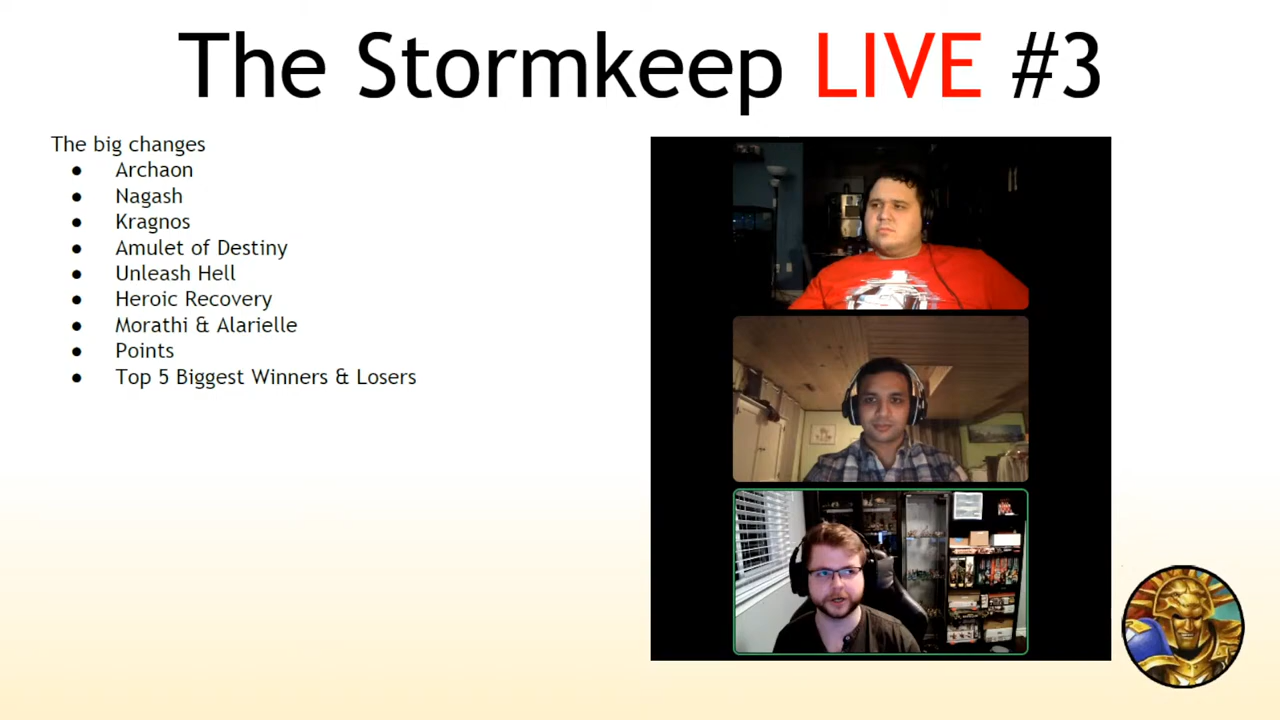 The Stormkeep LIVE #3
The big changes
● Archaon
● Nagash
● Kragnos
● Amulet of Destiny
● Unleash Hell
● Heroic Recovery
● Morathi & Alarielle
● Points
● Top 5 Biggest Winners & Losers